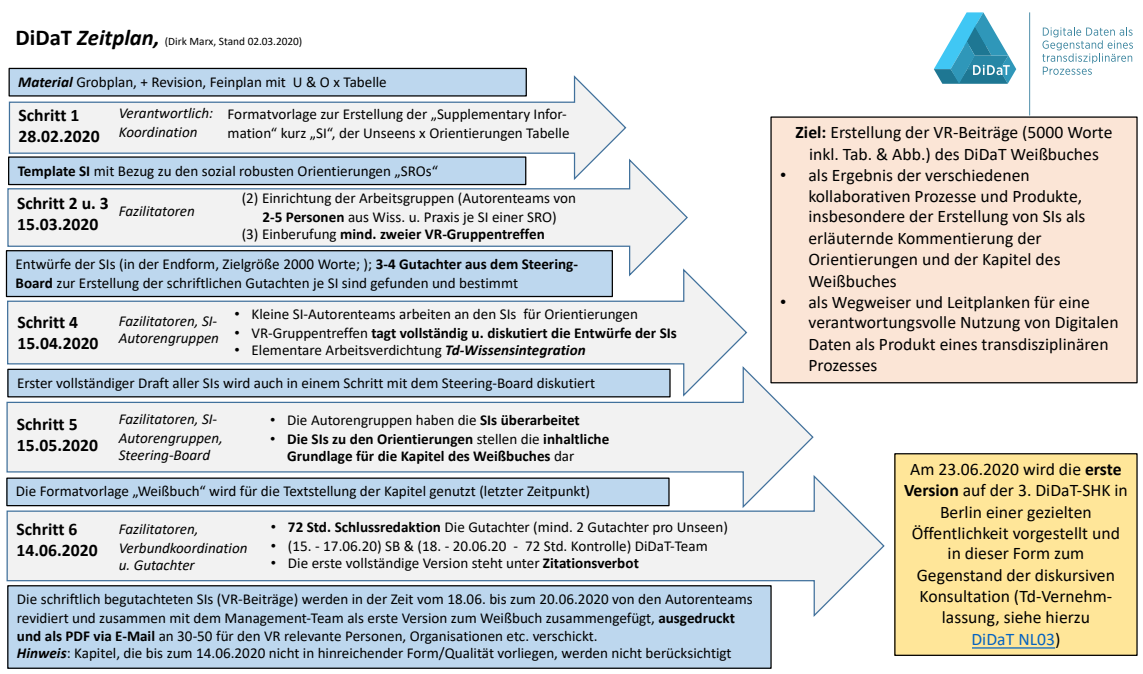 DiDaT Zeitplan, (Dirk Marx, Stand 02.03.2020)
DiDaT
Digitale Daten als
Gegenstand eines
transdisziplinären
Prozesses
Material Grobplan, + Revision, Feinplan mit U & O x Tabelle
Schritt 1
28.02.2020
Verantwortlich:
Koordination
Formatvorlage zur Erstellung der „Supplementary Infor-
mation“ kurz „SI“, der Unseens x Orientierungen Tabelle
Template SI mit Bezug zu den sozial robusten Orientierungen „SROs“
Schritt 2 u. 3
15.03.2020
Fazilitatoren
(2) Einrichtung der Arbeitsgruppen (Autorenteams von
2-5 Personen aus Wiss. u. Praxis je SI einer SRO)
(3) Einberufung mind. zweier VR-Gruppentreffen
Entwürfe der SIs (in der Endform, Zielgröße 2000 Worte; ); 3-4 Gutachter aus dem Steering-
Board zur Erstellung der schriftlichen Gutachten je SI sind gefunden und bestimmt
Schritt 4
15.04.2020
Fazilitatoren, SI-
Autorengruppen
• Kleine SI-Autorenteams arbeiten an den SIs für Orientierungen
• VR-Gruppentreffen tagt vollständig u. diskutiert die Entwürfe der SIs
• Elementare Arbeitsverdichtung Td-Wissensintegration
Erster vollständiger Draft aller SIs wird auch in einem Schritt mit dem Steering-Board diskutiert
Schritt 5
15.05.2020
Fazilitatoren, SI-
Autorengruppen,
Steering-Board
• Die Autorengruppen haben die SIs überarbeitet
• Die SIs zu den Orientierungen stellen die inhaltliche
Grundlage für die Kapitel des Weißbuches dar
Die Formatvorlage „Weißbuch“ wird für die Textstellung der Kapitel genutzt (letzter Zeitpunkt)
Schritt 6
14.06.2020
Fazilitatoren,
Verbundkoordination
u. Gutachter
• 72 Std. Schlussredaktion Die Gutachter (mind. 2 Gutachter pro Unseen)
• (15. - 17.06.20) SB & (18. - 20.06.20 - 72 Std. Kontrolle) DiDaT-Team
• Die erste vollständige Version steht unter Zitationsverbot
Die schriftlich begutachteten SIs (VR-Beiträge) werden in der Zeit vom 18.06. bis zum 20.06.2020 von den Autorenteams
revidiert und zusammen mit dem Management-Team als erste Version zum Weißbuch zusammengefügt, ausgedruckt
und als PDF via E-Mail an 30-50 für den VR relevante Personen, Organisationen etc. verschickt.
Hinweis: Kapitel, die bis zum 14.06.2020 nicht in hinreichender Form/Qualität vorliegen, werden nicht berücksichtigt
Ziel: Erstellung der VR-Beiträge (5000 Worte
inkl. Tab. & Abb.) des DiDaT Weißbuches
• als Ergebnis der verschiedenen
kollaborativen Prozesse und Produkte,
insbesondere der Erstellung von SIs als
erläuternde Kommentierung der
Orientierungen und der Kapitel des
Weißbuches
• als Wegweiser und Leitplanken für eine
verantwortungsvolle Nutzung von Digitalen
Daten als Produkt eines transdisziplinären
Prozesses
Am 23.06.2020 wird die erste
Version auf der 3. DiDaT-SHK in
Berlin einer gezielten
Öffentlichkeit vorgestellt und
in dieser Form zum
Gegenstand der diskursiven
Konsultation (Td-Vernehm-
lassung, siehe hierzu
DiDaT NL03)